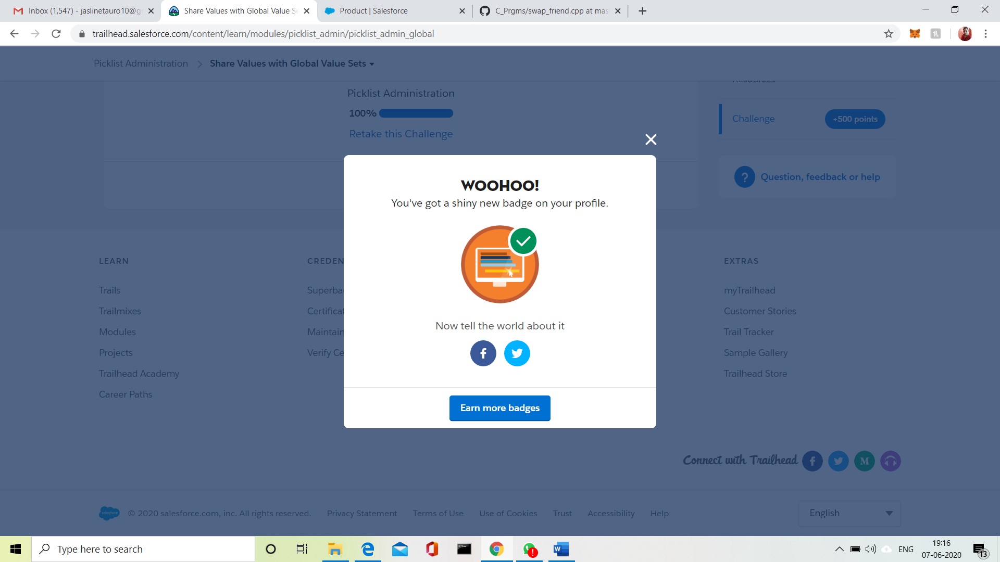 Inbox (1,547) - jaslinetauro10@g
Share Values with Global Value S
Product | Salesforce
C_Prgms/swap_friend.cpp at mas
trailhead.salesforce.com/content/learn/modules/picklist_admin/picklist_admin_global
Picklist Administration
Share Values with Global Value Sets
Resources
Picklist Administration
100%
Retake this Challenge
Challenge
+500 points
? Question, feedback or help
WOOHOO!
You've got a shiny new badge on your profile.
Now tell the world about it
Earn more badges
LEARN
Trails
Trailmixes
Modules
Projects
Trailhead Academy
Career Paths
CREDEN
Superba
Certificat
Maintain
Verify Ce
EXTRAS
myTrailhead
Customer Stories
Trail Tracker
Sample Gallery
Trailhead Store
Connect with Trailhead
salesforce
© 2020 salesforce.com, inc. All rights reserved.
Privacy Statement
Terms of Use
Use of Cookies
Trust
Accessibility
Help
English
Type here to search
ENG
19:16
07-06-2020
13